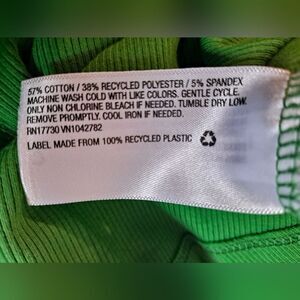 57% COTTON / 38% RECYCLED POLYESTER / 5% SPANDEX
MACHINE WASH COLD WITH LIKE COLORS. GENTLE CYCLE.
ONLY NON CHLORINE BLEACH IF NEEDED. TUMBLE DRY LOW.
REMOVE PROMPTLY. COOL IRON IF NEEDED.
RN17730 VN1042782
LABEL MADE FROM 100% RECYCLED PLASTIC